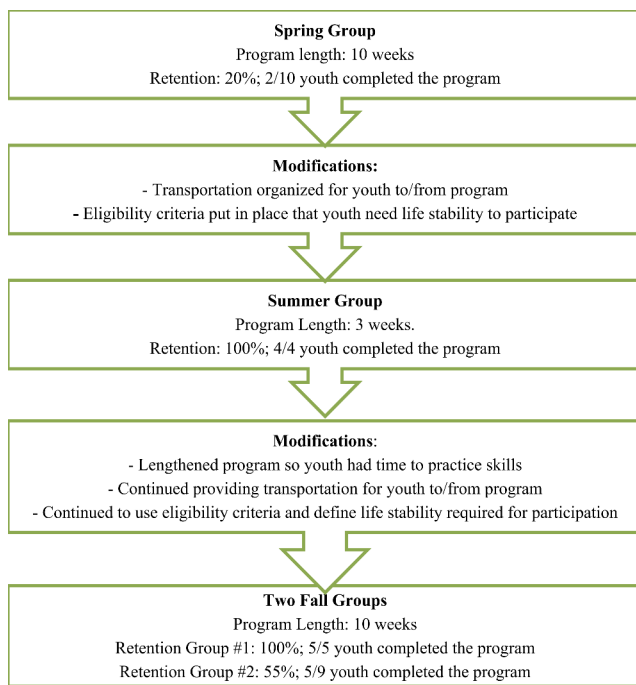 Spring Group
Program length: 10 weeks
Retention: 20%; 2/10 youth completed the program
Modifications:
- Transportation organized for youth to/from program
- Eligibility criteria put in place that youth need life stability to participate
Summer Group
Program Length: 3 weeks.
Retention: 100%; 4/4 youth completed the program
Modifications:
- Lengthened program so youth had time to practice skills
- Continued providing transportation for youth to/from program
- Continued to use eligibility criteria and define life stability required for participation
Two Fall Groups
Program Length: 10 weeks
Retention Group #1: 100%; 5/5 youth completed the program
Retention Group #2: 55%; 5/9 youth completed the program